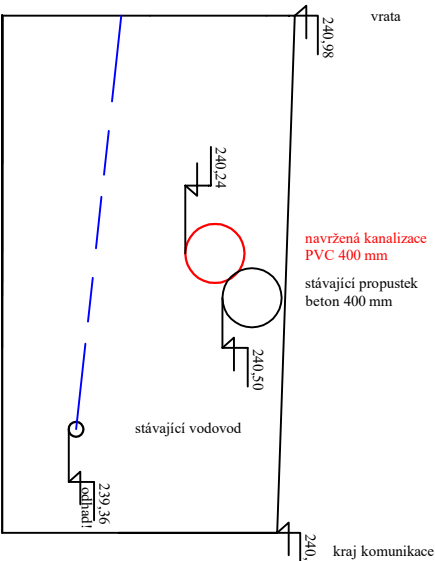 vrata
240,98
240,24
navržená kanalizace
PVC 400 mm
stávající propustek
beton 400 mm
240,50
stávající vodovod
239,36
odhad!
240,
kraj komunikace